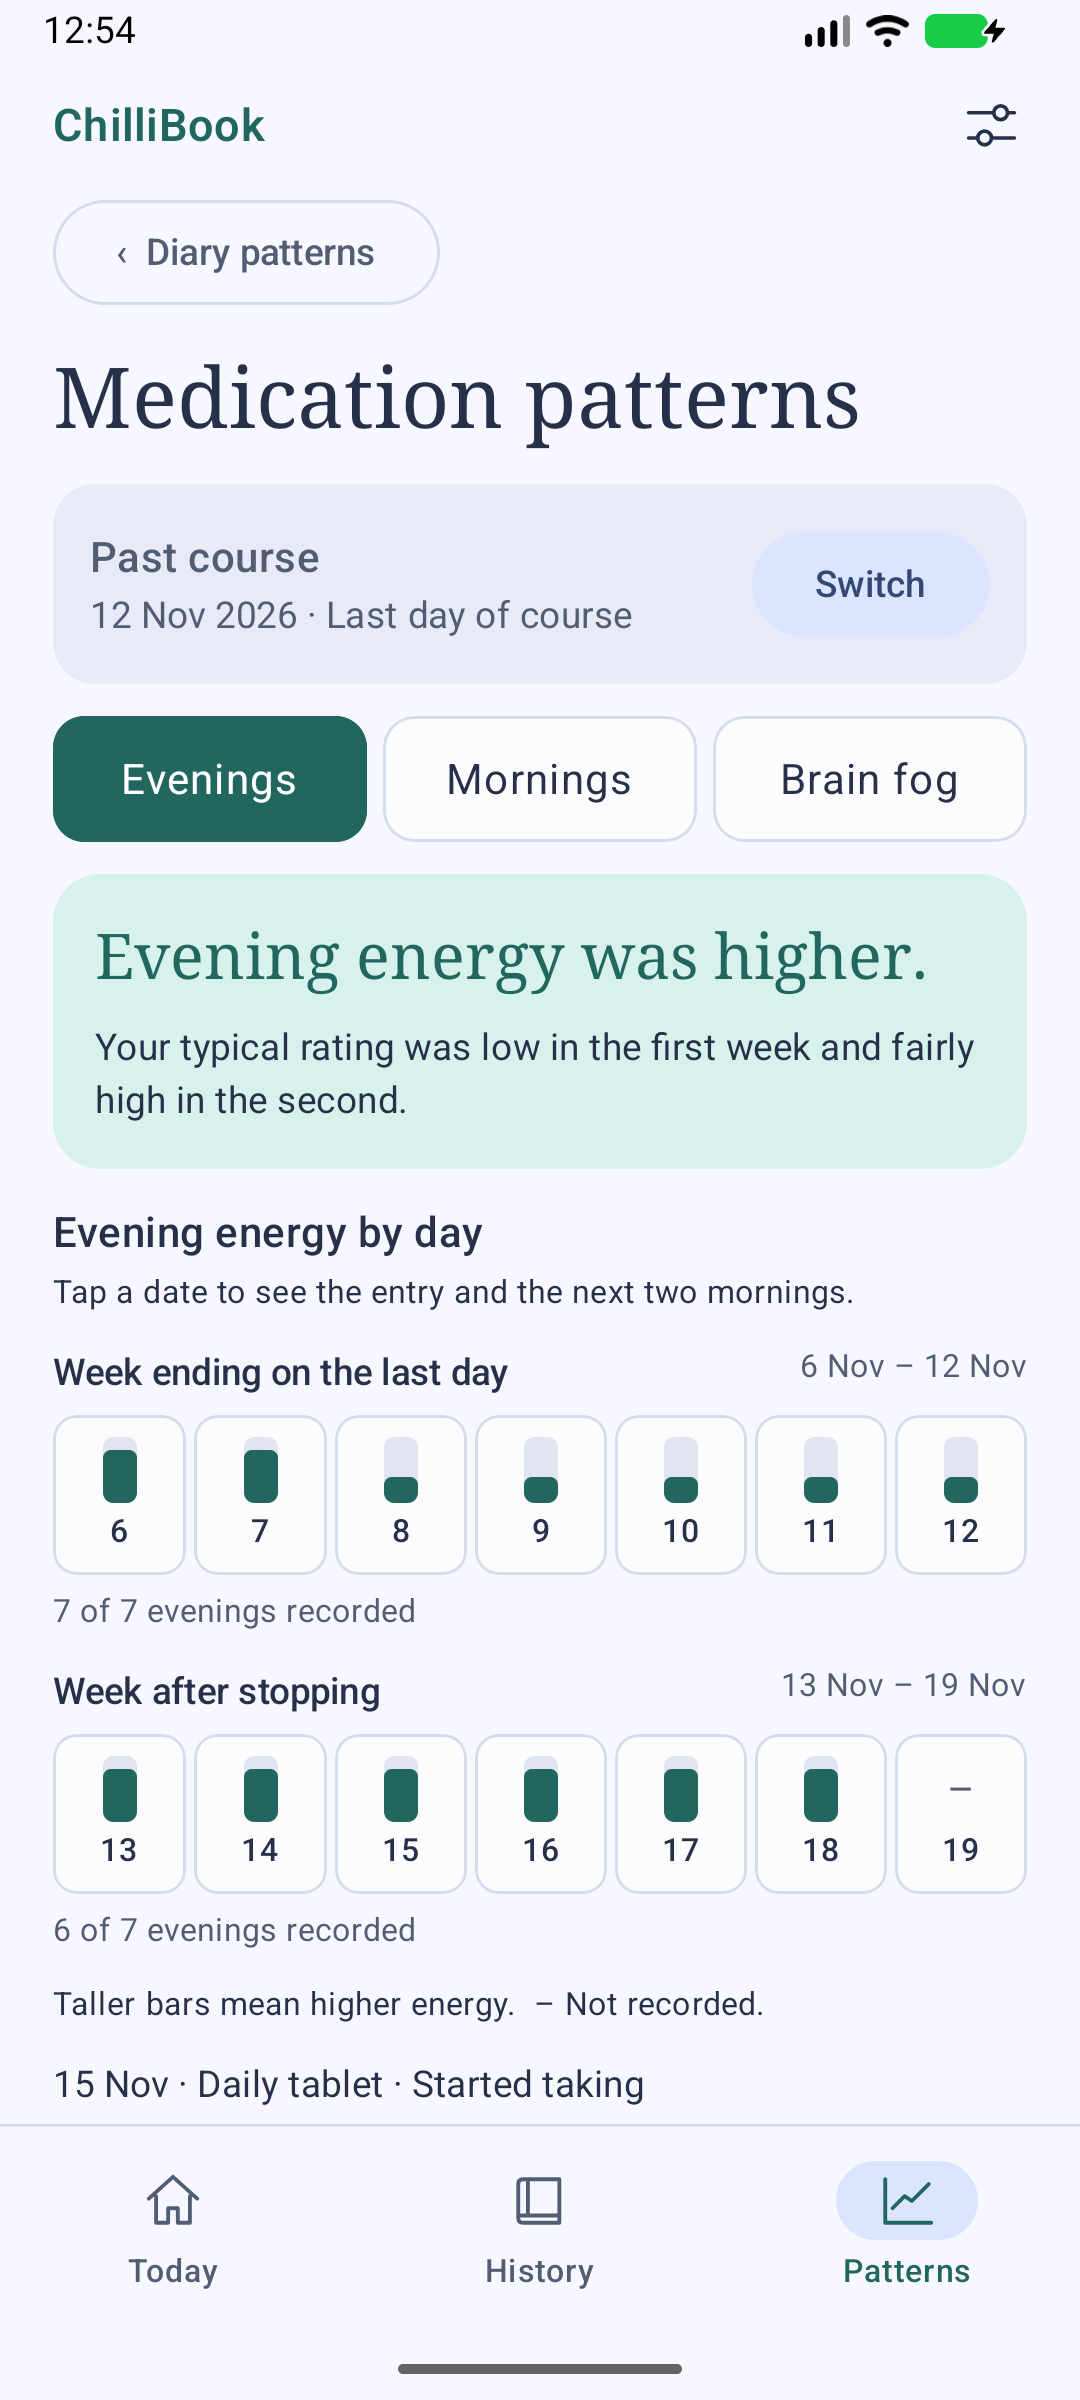 12:54
ChilliBook
‹ Diary patterns
Medication patterns
Past course
12 Nov 2026 · Last day of course
Switch
Evenings
Mornings
Brain fog
Evening energy was higher.
Your typical rating was low in the first week and fairly
high in the second.
Evening energy by day
Tap a date to see the entry and the next two mornings.
Week ending on the last day
6 Nov – 12 Nov
6 7 8 9 10 11 12
7 of 7 evenings recorded
Week after stopping
13 Nov – 19 Nov
–
13 14 15 16 17 18 19
6 of 7 evenings recorded
Taller bars mean higher energy. – Not recorded.
15 Nov · Daily tablet · Started taking
Today
History
Patterns